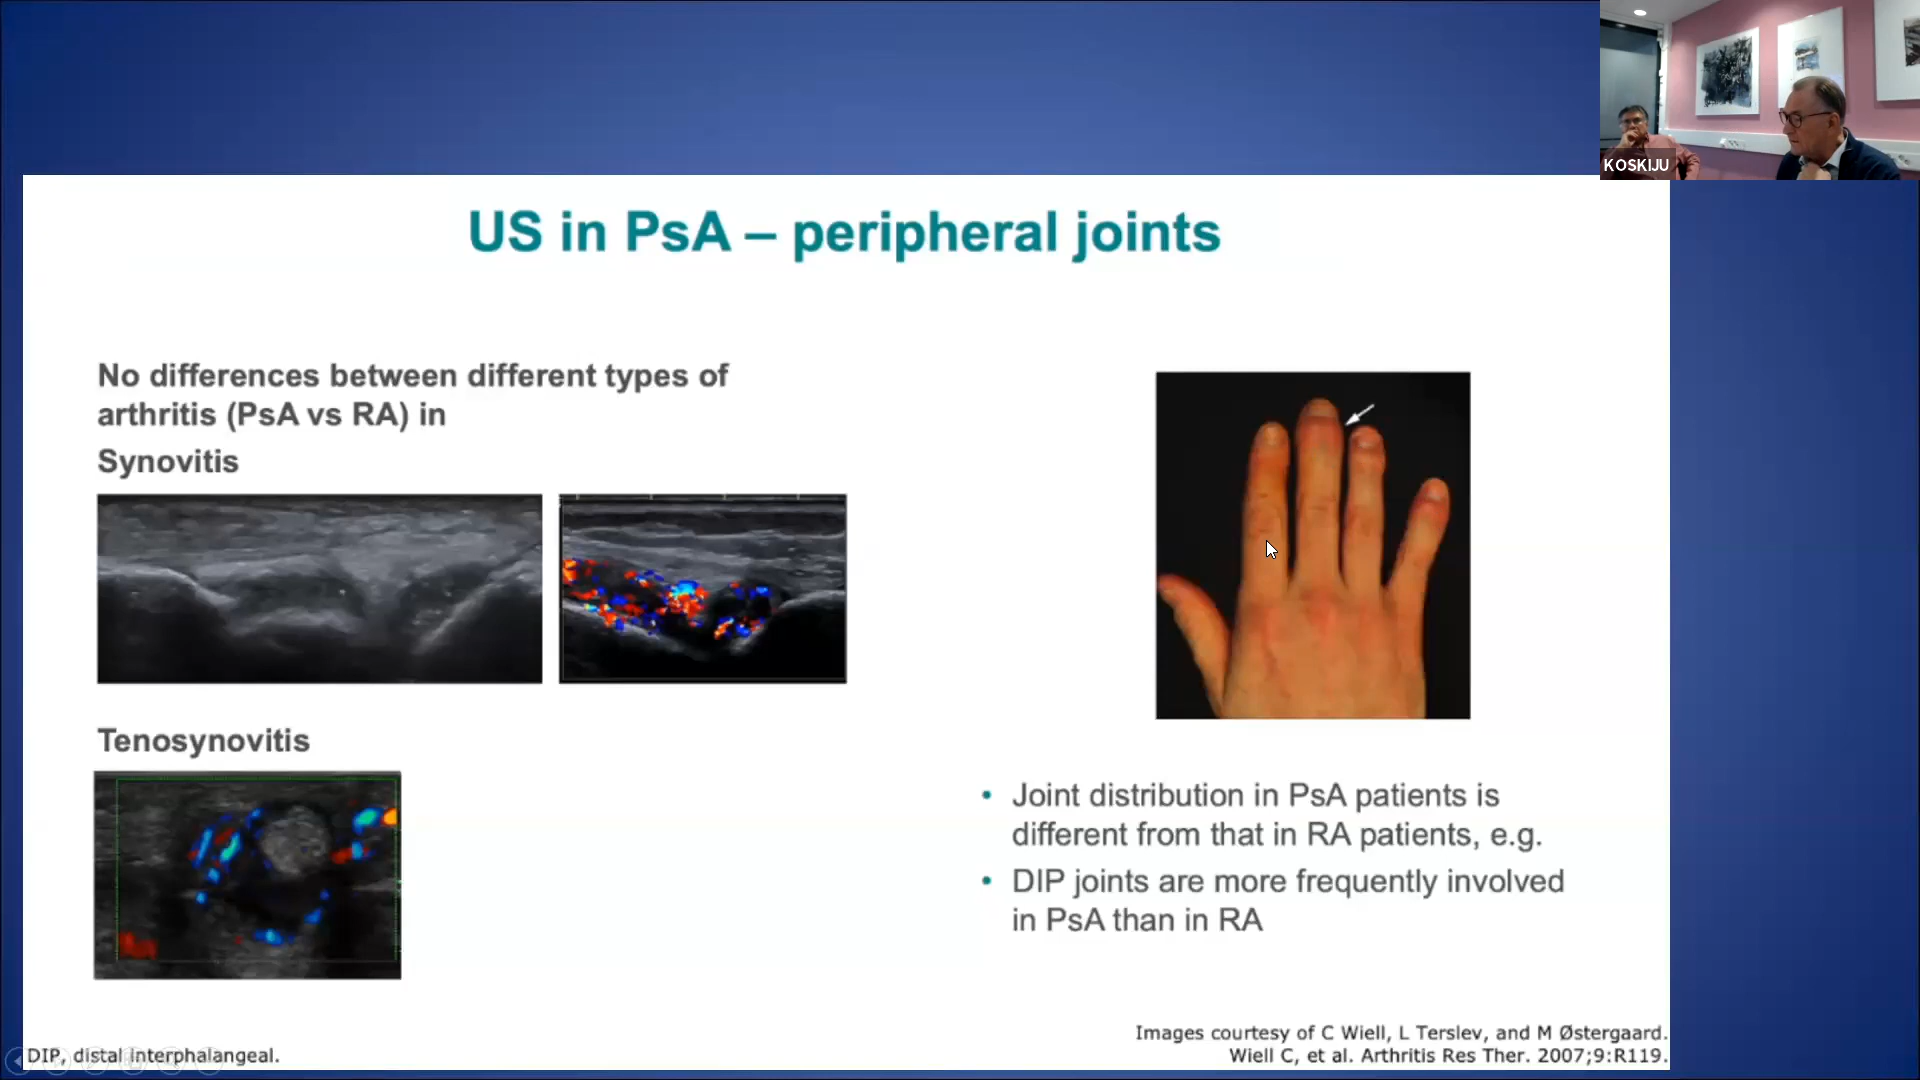 KOSKIJU
US in PsA – peripheral joints
No differences between different types of
arthritis (PsA vs RA) in
Synovitis
Tenosynovitis
• Joint distribution in PsA patients is
different from that in RA patients, e.g.
• DIP joints are more frequently involved
in PsA than in RA
Images courtesy of C Wiell, L Terslev, and M Østergaard.
Wiell C, et al. Arthritis Res Ther. 2007;9:R119.
DIP, distal interphalangeal.